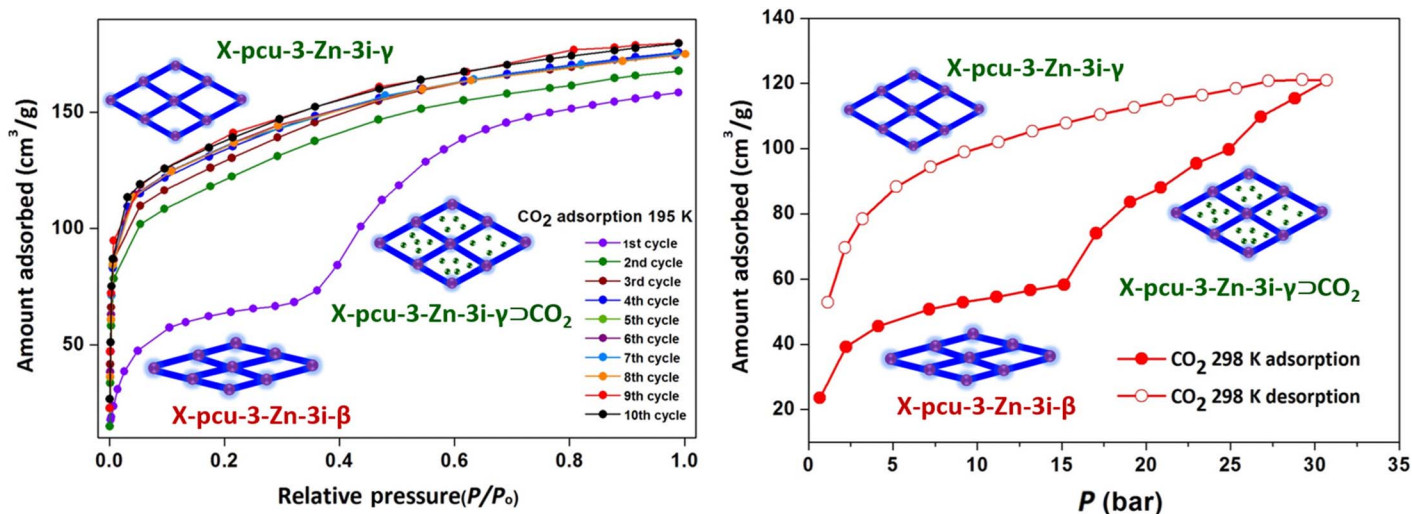 X-pcu-3-Zn-3i-γ
150
100
50
Amount adsorbed (cm³/g)
CO₂ adsorption 195 K
1st cycle
2nd cycle
3rd cycle
4th cycle
5th cycle
6th cycle
7th cycle
8th cycle
9th cycle
10th cycle
X-pcu-3-Zn-3i-γ⊃CO₂
X-pcu-3-Zn-3i-β
0.0 0.2 0.4 0.6 0.8 1.0
Relative pressure(P/Pₒ)
140
120
100
80
60
40
20
Amount adsorbed (cm³/g)
X-pcu-3-Zn-3i-γ
X-pcu-3-Zn-3i-γ⊃CO₂
CO₂ 298 K adsorption
CO₂ 298 K desorption
X-pcu-3-Zn-3i-β
0 5 10 15 20 25 30 35
P (bar)